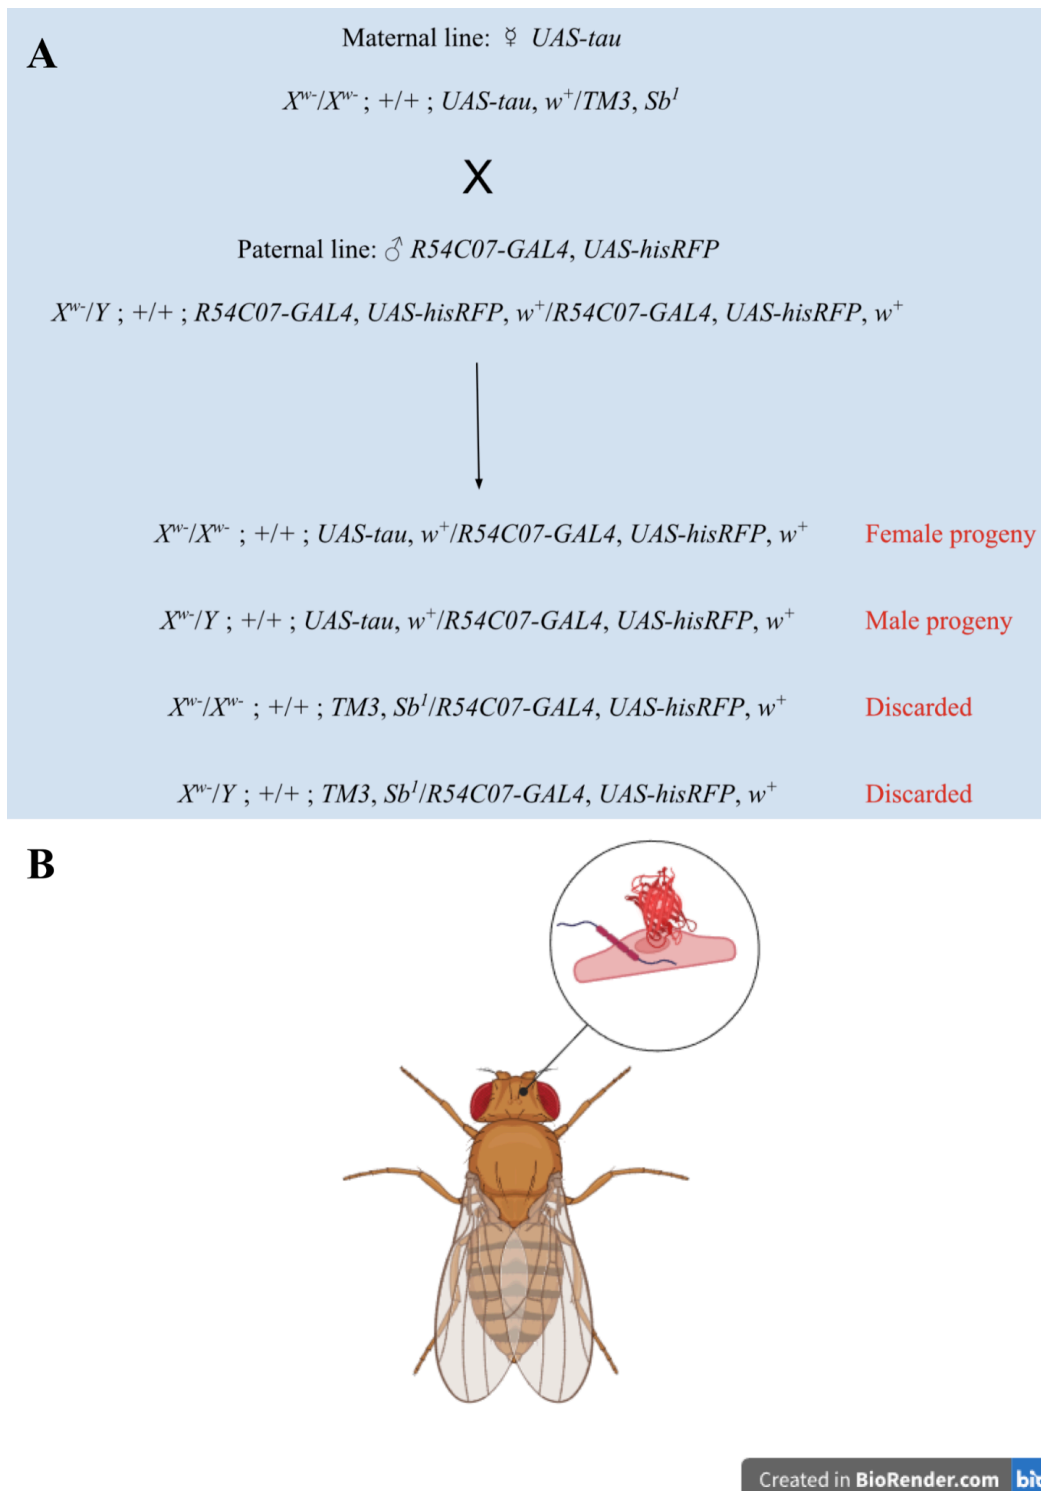 A
Maternal line: ☿ UAS-tau
Xʷ⁻/Xʷ⁻ ; +/+ ; UAS-tau, w⁺/TM3, Sb¹
X
Paternal line: ♂ R54C07-GAL4, UAS-hisRFP
Xʷ⁻/Y ; +/+ ; R54C07-GAL4, UAS-hisRFP, w⁺/R54C07-GAL4, UAS-hisRFP, w⁺
Xʷ⁻/Xʷ⁻ ; +/+ ; UAS-tau, w⁺/R54C07-GAL4, UAS-hisRFP, w⁺ Female progeny
Xʷ⁻/Y ; +/+ ; UAS-tau, w⁺/R54C07-GAL4, UAS-hisRFP, w⁺ Male progeny
Xʷ⁻/Xʷ⁻ ; +/+ ; TM3, Sb¹/R54C07-GAL4, UAS-hisRFP, w⁺ Discarded
Xʷ⁻/Y ; +/+ ; TM3, Sb¹/R54C07-GAL4, UAS-hisRFP, w⁺ Discarded
B
Created in BioRender.com